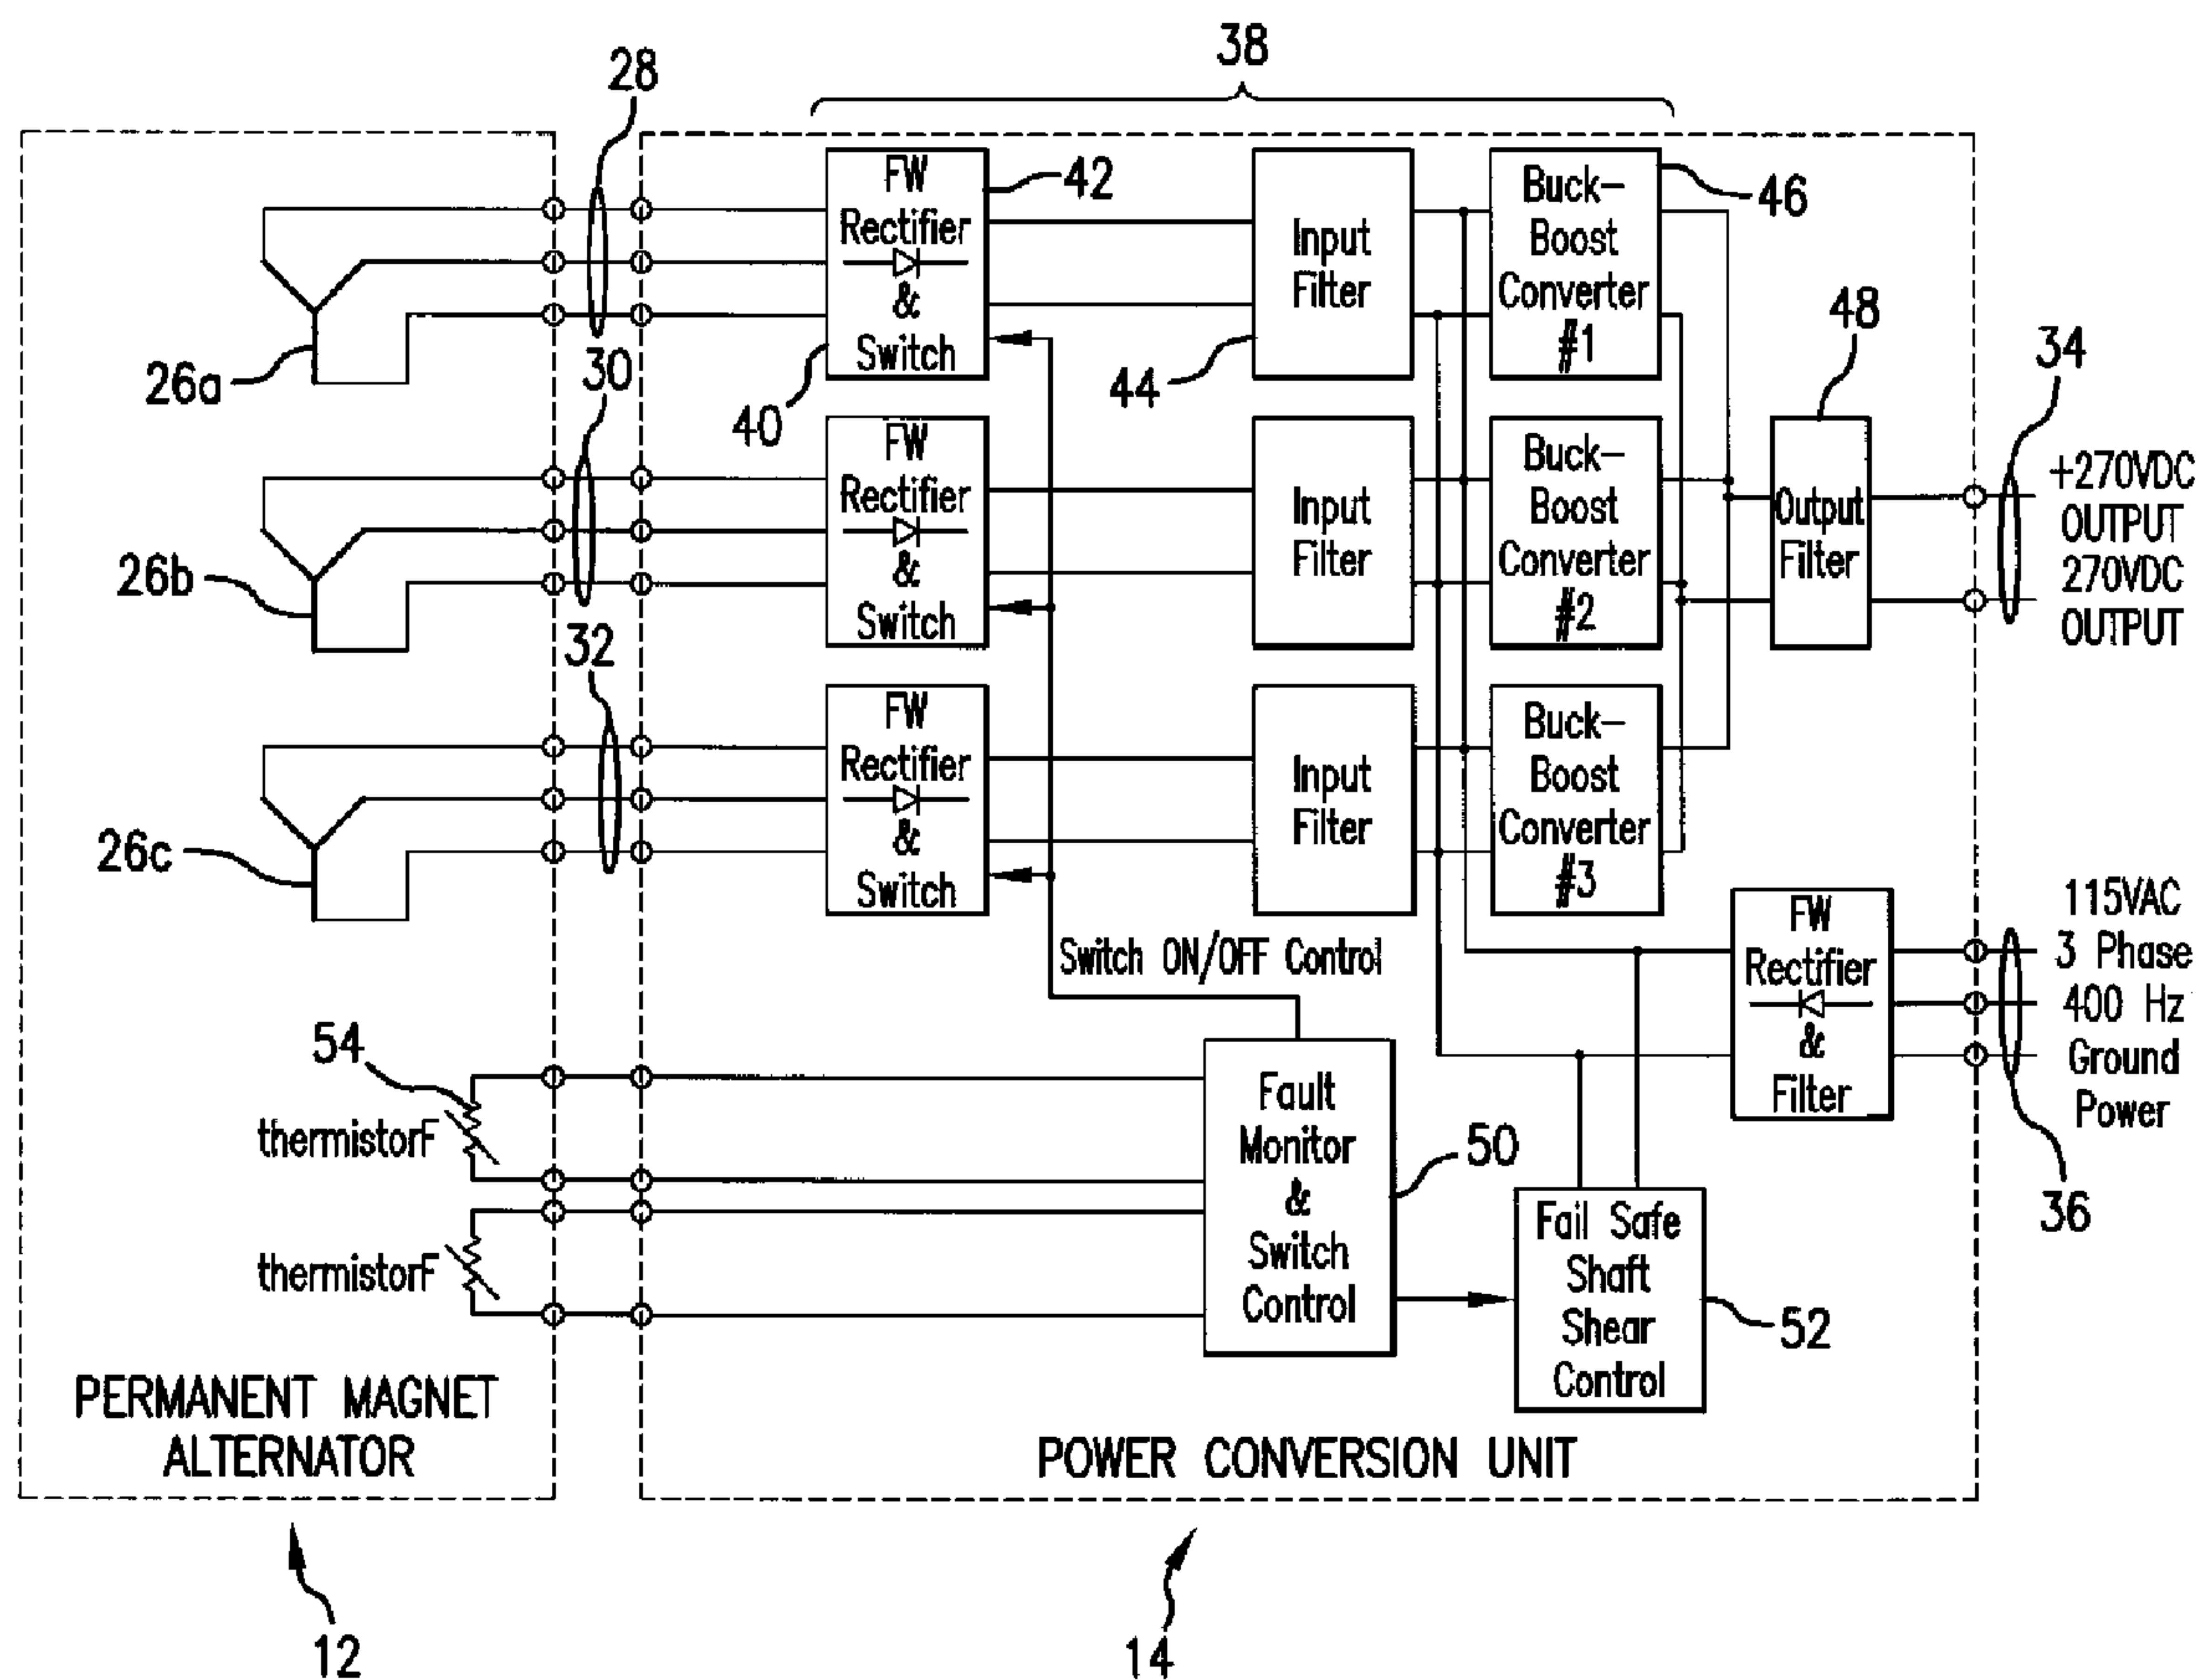 38
28
FW
Rectifier
&
Switch
42
Input
Filter
Buck-
Boost
Converter
#1
46
26a
30
40
44
48
34
FW
Rectifier
&
Switch
Input
Filter
Buck-
Boost
Converter
#2
Output
Filter
+270VDC
OUTPUT
270VDC
OUTPUT
26b
32
FW
Rectifier
&
Switch
Input
Filter
Buck-
Boost
Converter
#3
26c
Switch ON/OFF Control
FW
Rectifier
&
Filter
115VAC
3 Phase
400 Hz
Ground
Power
36
54
thermistorF
thermistorF
Fault
Monitor
&
Switch
Control
50
Fail Safe
Shaft
Shear
Control
52
PERMANENT MAGNET
ALTERNATOR
POWER CONVERSION UNIT
12
14